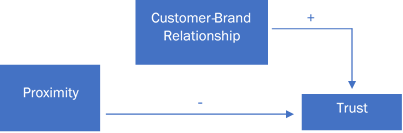 Customer-Brand
Relationship
+
Proximity
-
Trust